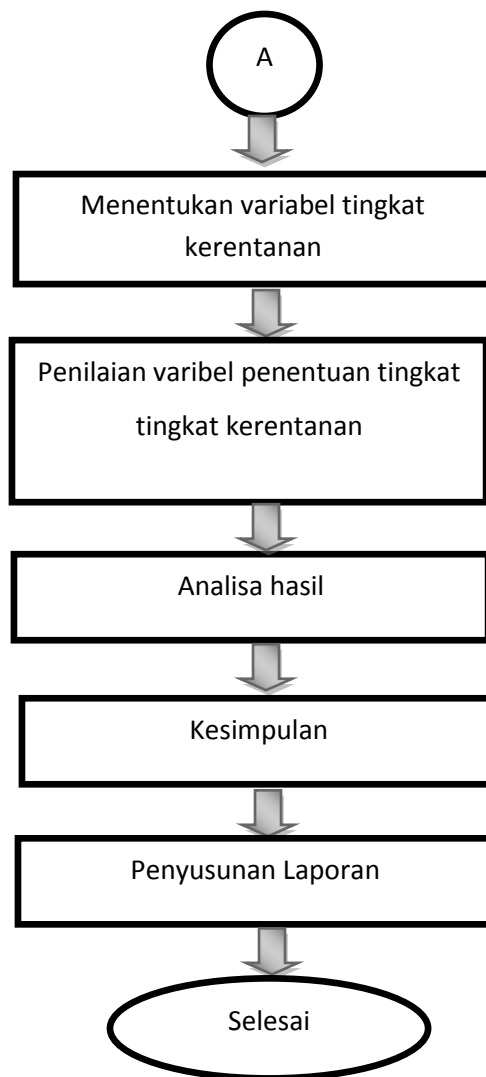 A
Menentukan variabel tingkat
kerentanan
Penilaian varibel penentuan tingkat
tingkat kerentanan
Analisa hasil
Kesimpulan
Penyusunan Laporan
Selesai